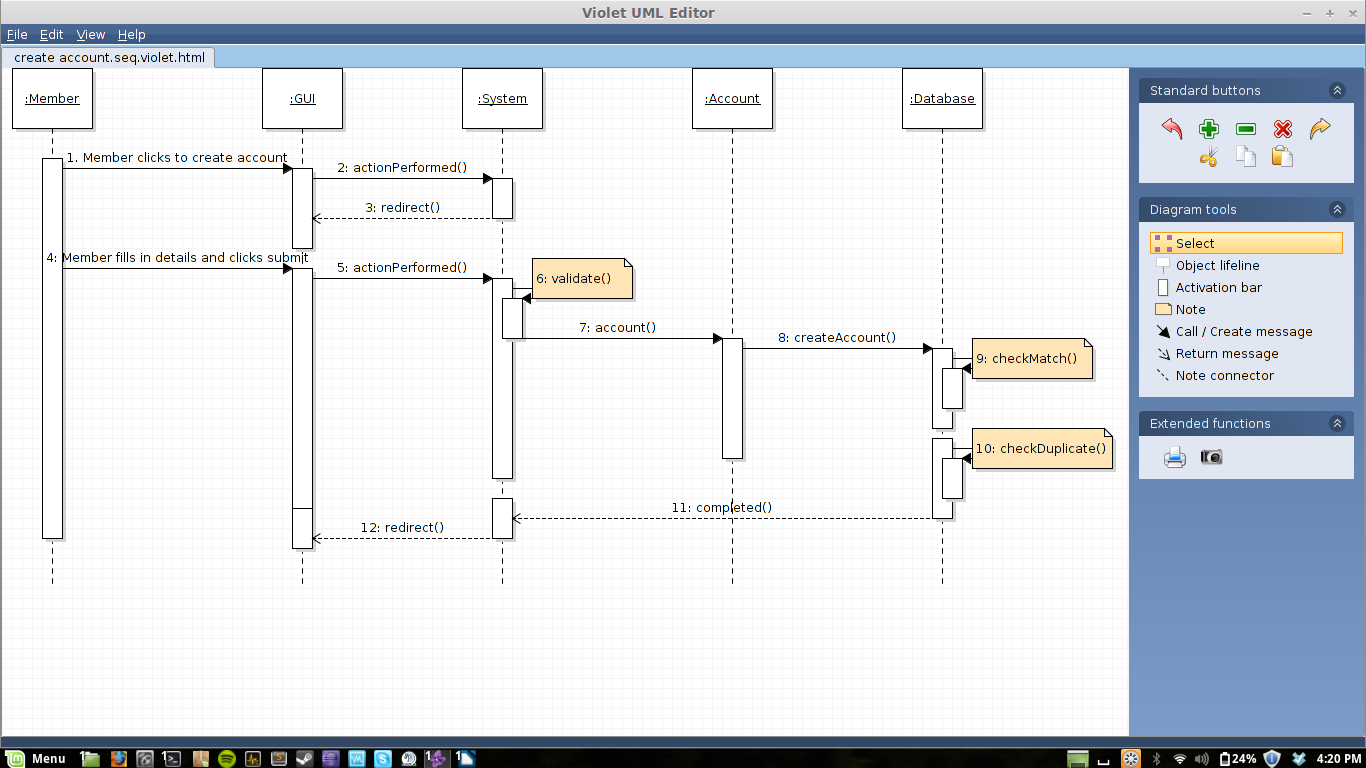 Violet UML Editor
File Edit View Help
create account.seq.violet.html
:Member
:GUI
:System
:Account
:Database
1. Member clicks to create account
2: actionPerformed()
3: redirect()
4: Member fills in details and clicks submit
5: actionPerformed()
6: validate()
7: account()
8: createAccount()
9: checkMatch()
10: checkDuplicate()
11: completed()
12: redirect()
Standard buttons
Diagram tools
Select
Object lifeline
Activation bar
Note
Call / Create message
Return message
Note connector
Extended functions
Menu
24%
4:20 PM